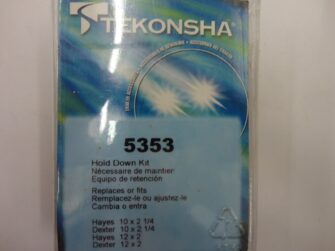 TEKONSHA
5353
Hold Down Kit
Nécessaire de maintier
Equipo de retención
Replaces or fits
Remplacez-le ou ajustez-le
Cambia o entra
Hayes 10 x 2 1/4
Dexter 10 x 2 1/4
Hayes 12 x 2
Dexter 12 x 2